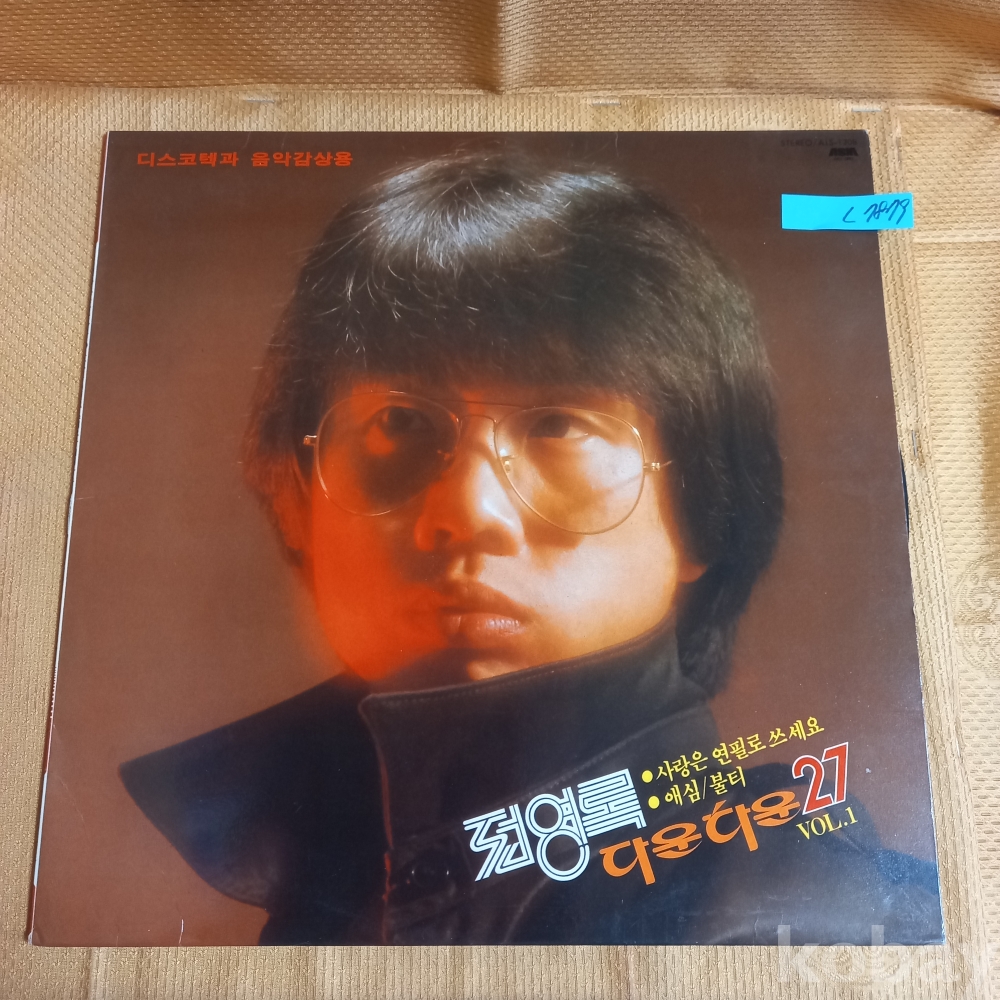 디스코텍과 음악감상용
L 7879
• 사랑은 연필로 쓰세요
• 애심/불티
전영록
다운타운27
VOL.1